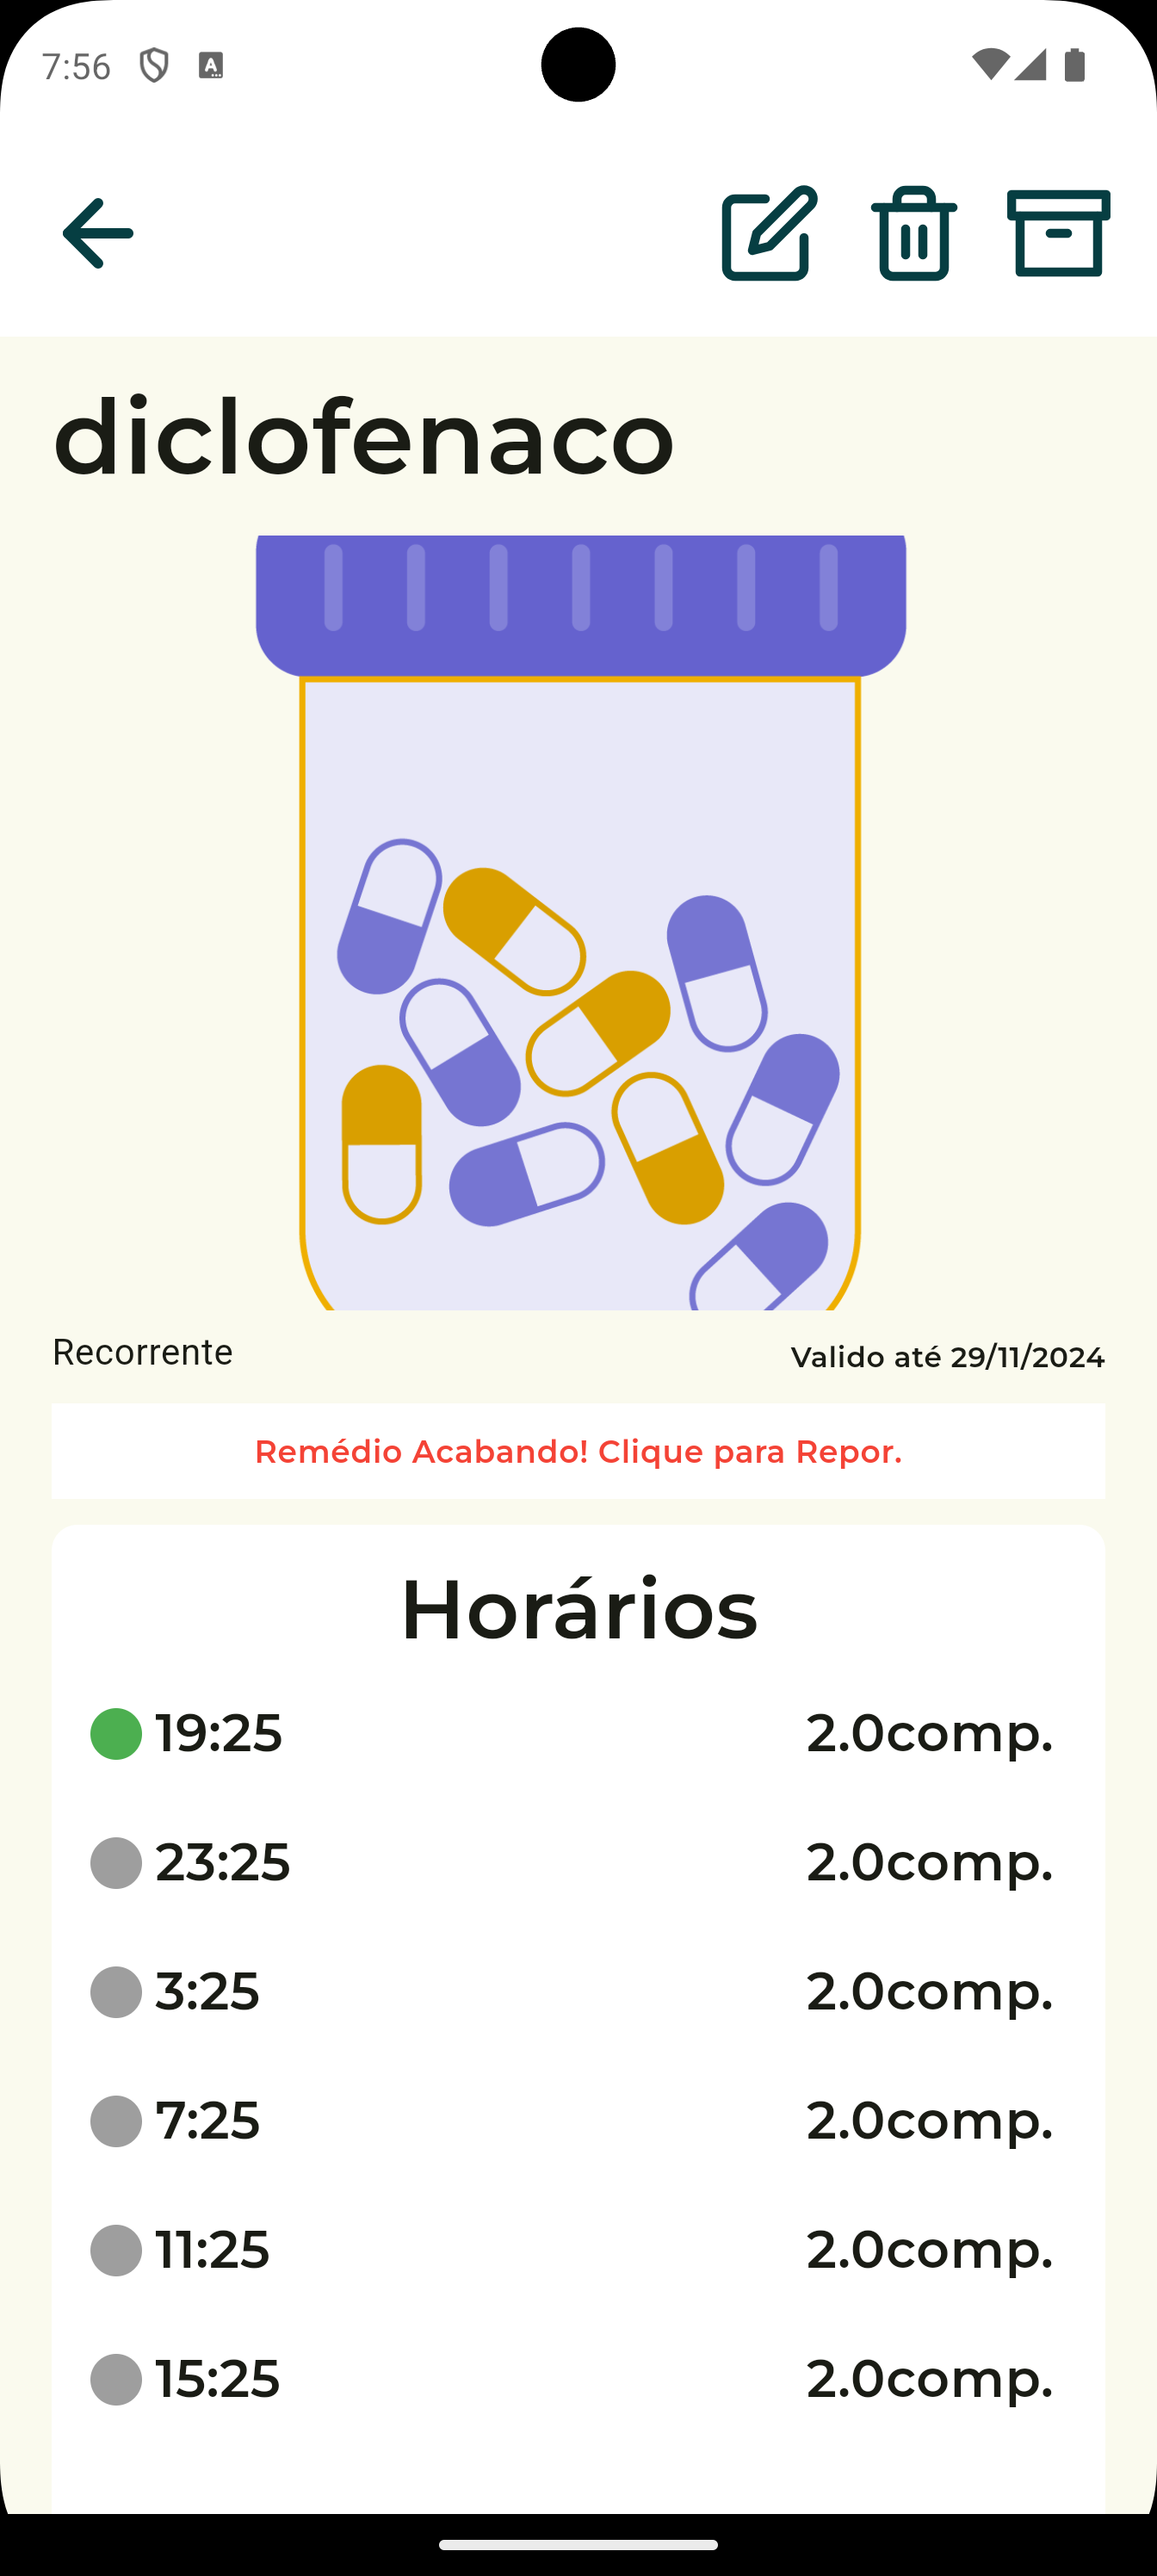 7:56
diclofenaco
Recorrente
Valido até 29/11/2024
Remédio Acabando! Clique para Repor.
Horários
19:25 2.0comp.
23:25 2.0comp.
3:25 2.0comp.
7:25 2.0comp.
11:25 2.0comp.
15:25 2.0comp.